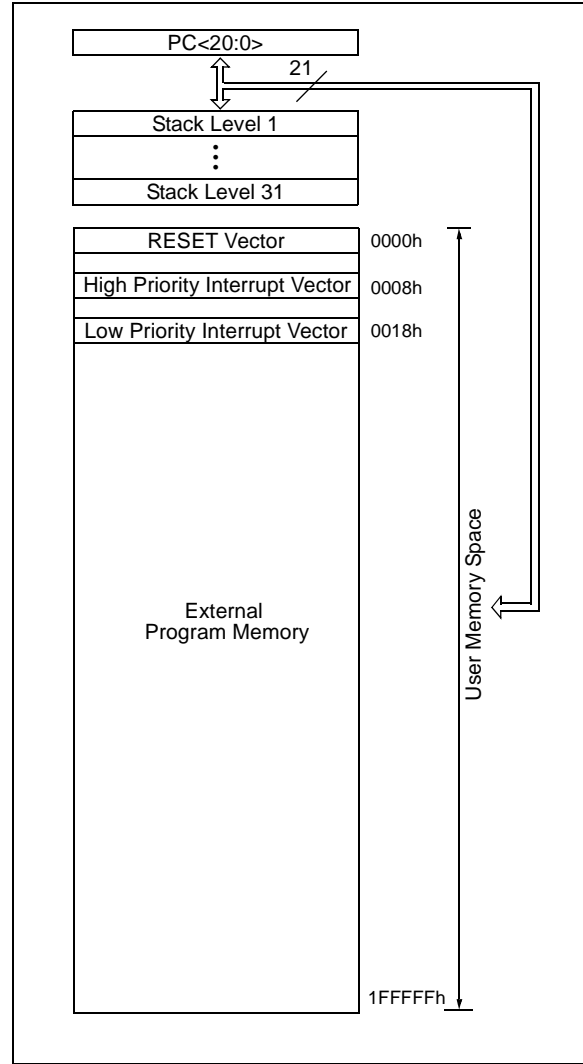 PC<20:0>
21
Stack Level 1
⋮
Stack Level 31
RESET Vector
0000h
High Priority Interrupt Vector
0008h
Low Priority Interrupt Vector
0018h
External
Program Memory
User Memory Space
1FFFFFh